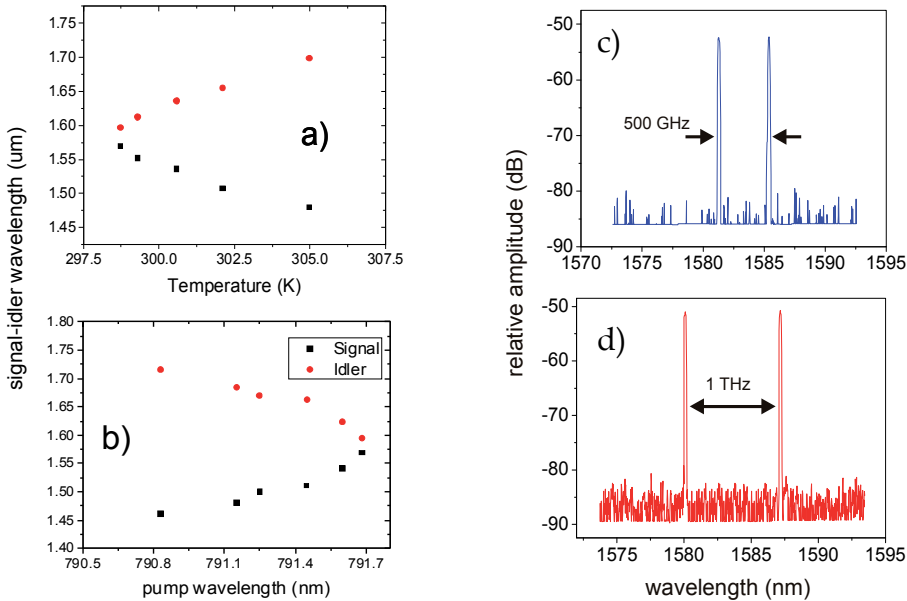 signal-idler wavelength (um)
1.75
1.70
1.65
1.60
1.55
1.50
1.45
a)
297.5 300.0 302.5 305.0 307.5
Temperature (K)
1.80
1.75
1.70
1.65
1.60
1.55
1.50
1.45
1.40
Signal
Idler
b)
790.5 790.8 791.1 791.4 791.7
pump wavelength (nm)
relative amplitude (dB)
-50
-60
-70
-80
-90
c)
500 GHz
1570 1575 1580 1585 1590 1595
-50
-60
-70
-80
-90
d)
1 THz
1575 1580 1585 1590 1595
wavelength (nm)